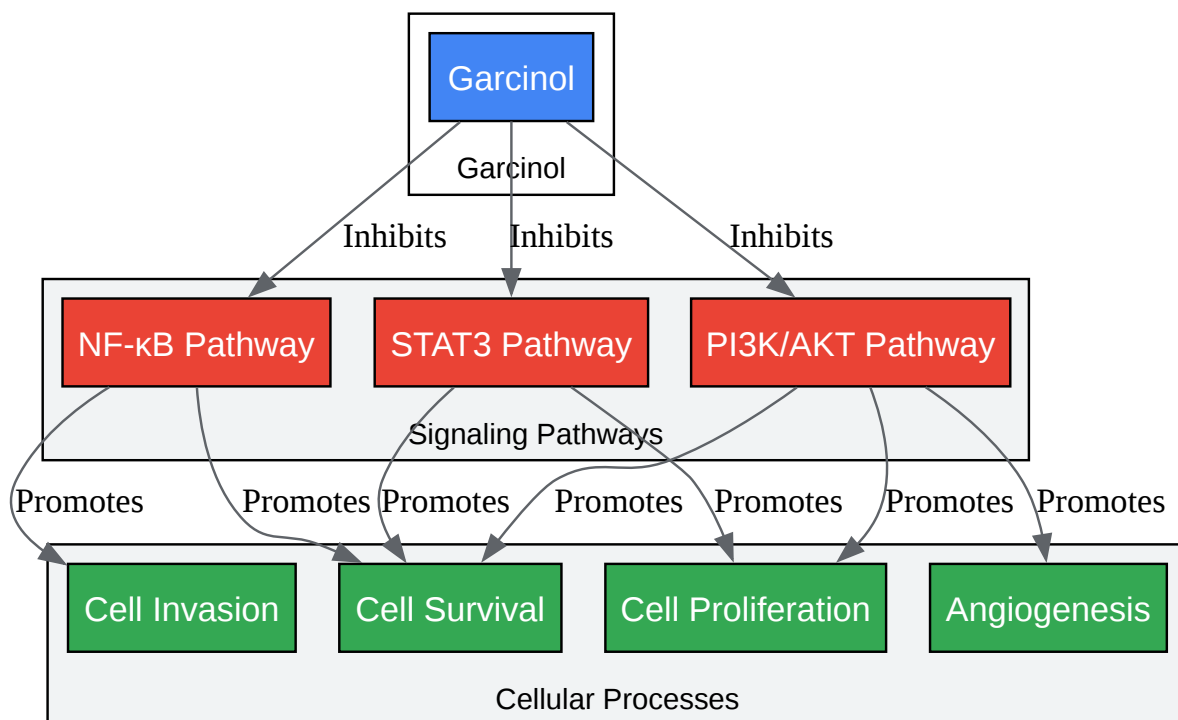 Garcinol
Garcinol
Inhibits Inhibits Inhibits
NF-κB Pathway STAT3 Pathway PI3K/AKT Pathway
Signaling Pathways
Promotes Promotes Promotes Promotes Promotes Promotes Promotes
Cell Invasion Cell Survival Cell Proliferation Angiogenesis
Cellular Processes